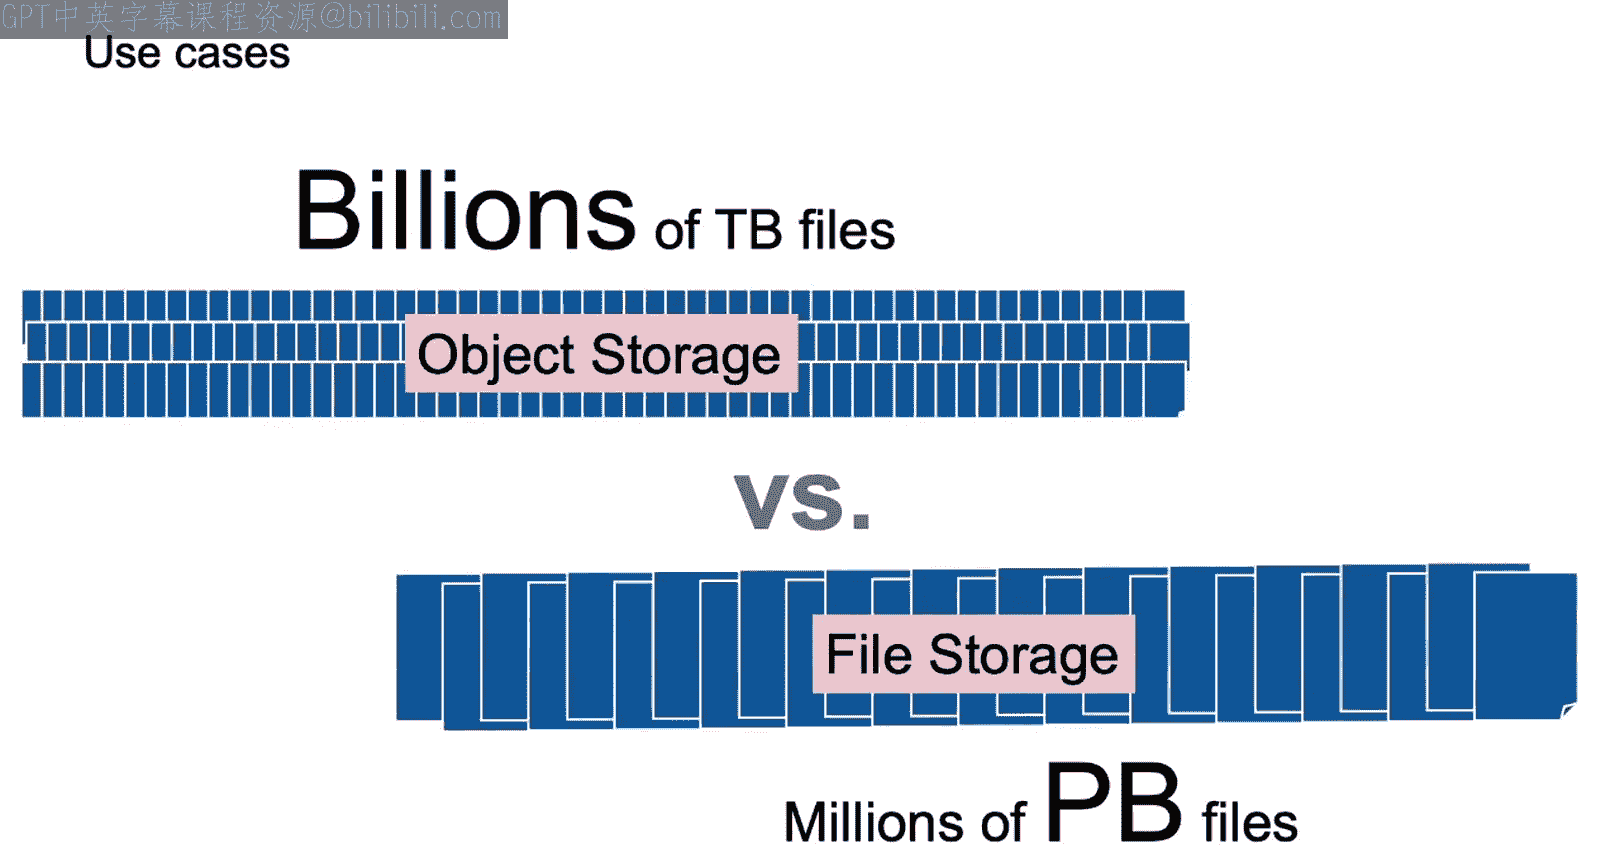 GPT中英字幕课程资源@bilibili.com
Use cases
Billions of TB files
Object Storage
vs.
File Storage
Millions of PB files